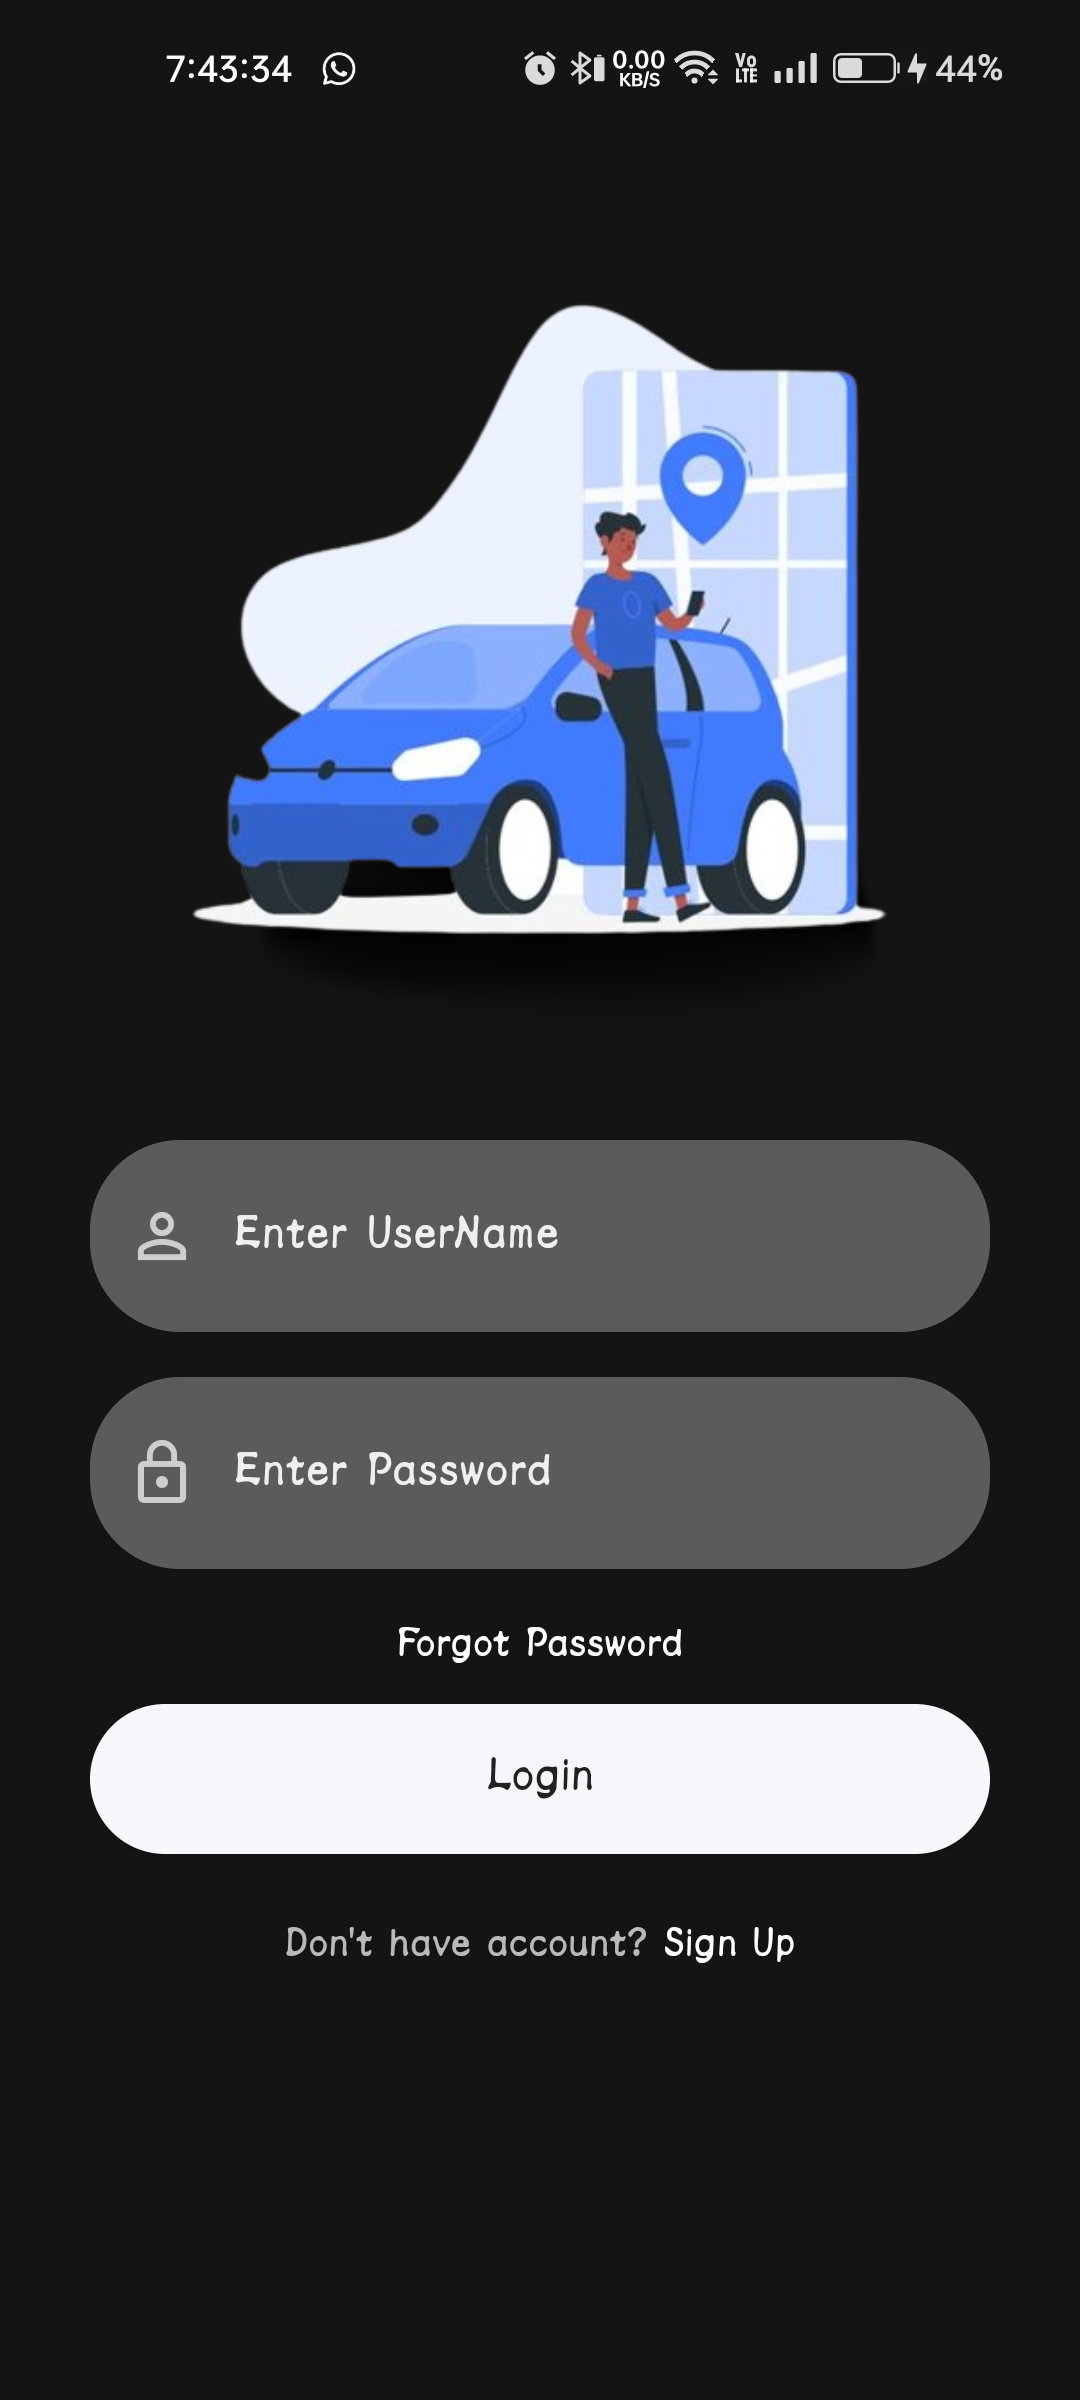 7:43:34 0.00 KB/S Vo LTE 44%
Enter UserName
Enter Password
Forgot Password
Login
Don't have account? Sign Up